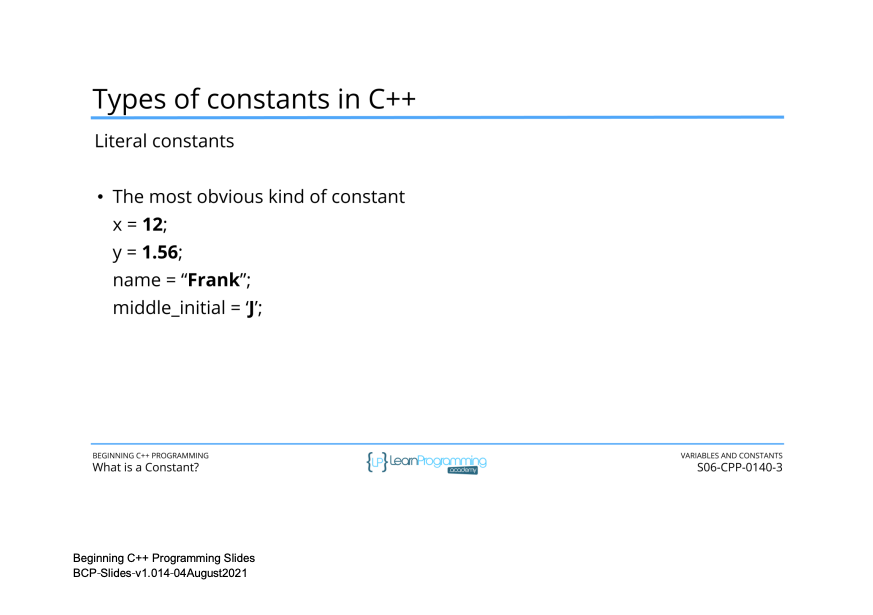 Types of constants in C++
Literal constants
• The most obvious kind of constant
x = 12;
y = 1.56;
name = “Frank”;
middle_initial = ‘J’;
BEGINNING C++ PROGRAMMING
What is a Constant?
{LP} LearnProgramming
academy
VARIABLES AND CONSTANTS
S06-CPP-0140-3
Beginning C++ Programming Slides
BCP-Slides-v1.014-04August2021